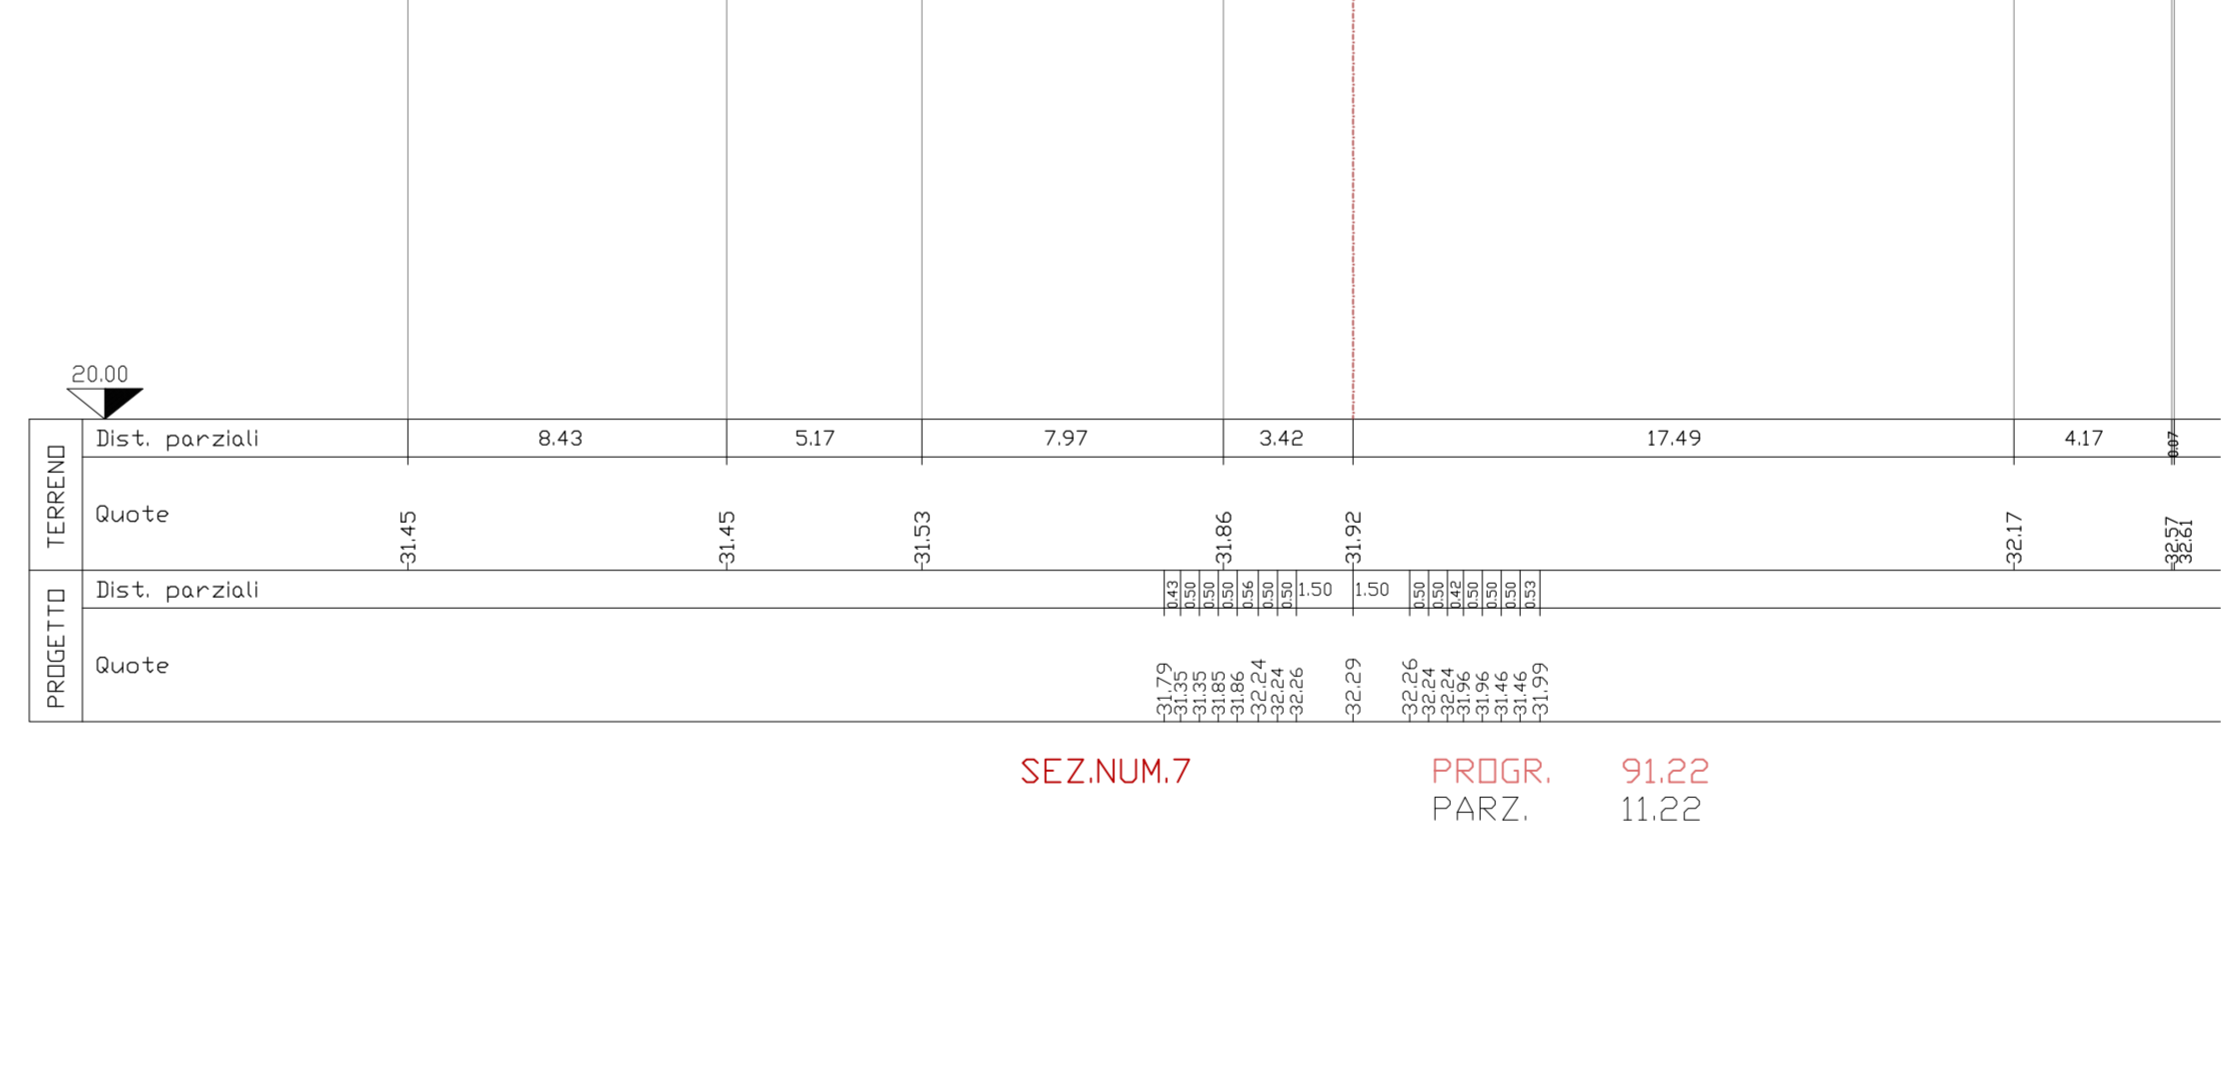 20.00
TERRENO
Dist. parziali 8.43 5.17 7.97 3.42 17.49 4.17 0.07
Quote 31.45 31.45 31.53 31.86 31.92 32.17 32.57 32.61
PROGETTO
Dist. parziali 0.43 0.50 0.50 0.50 0.56 0.50 0.50 1.50 1.50 0.50 0.50 0.42 0.50 0.50 0.50 0.53
Quote 31.79 31.35 31.35 31.85 31.86 32.24 32.24 32.26 32.29 32.26 32.24 32.24 31.96 31.96 31.46 31.46 31.99
SEZ.NUM.7 PROGR. 91.22
PARZ. 11.22